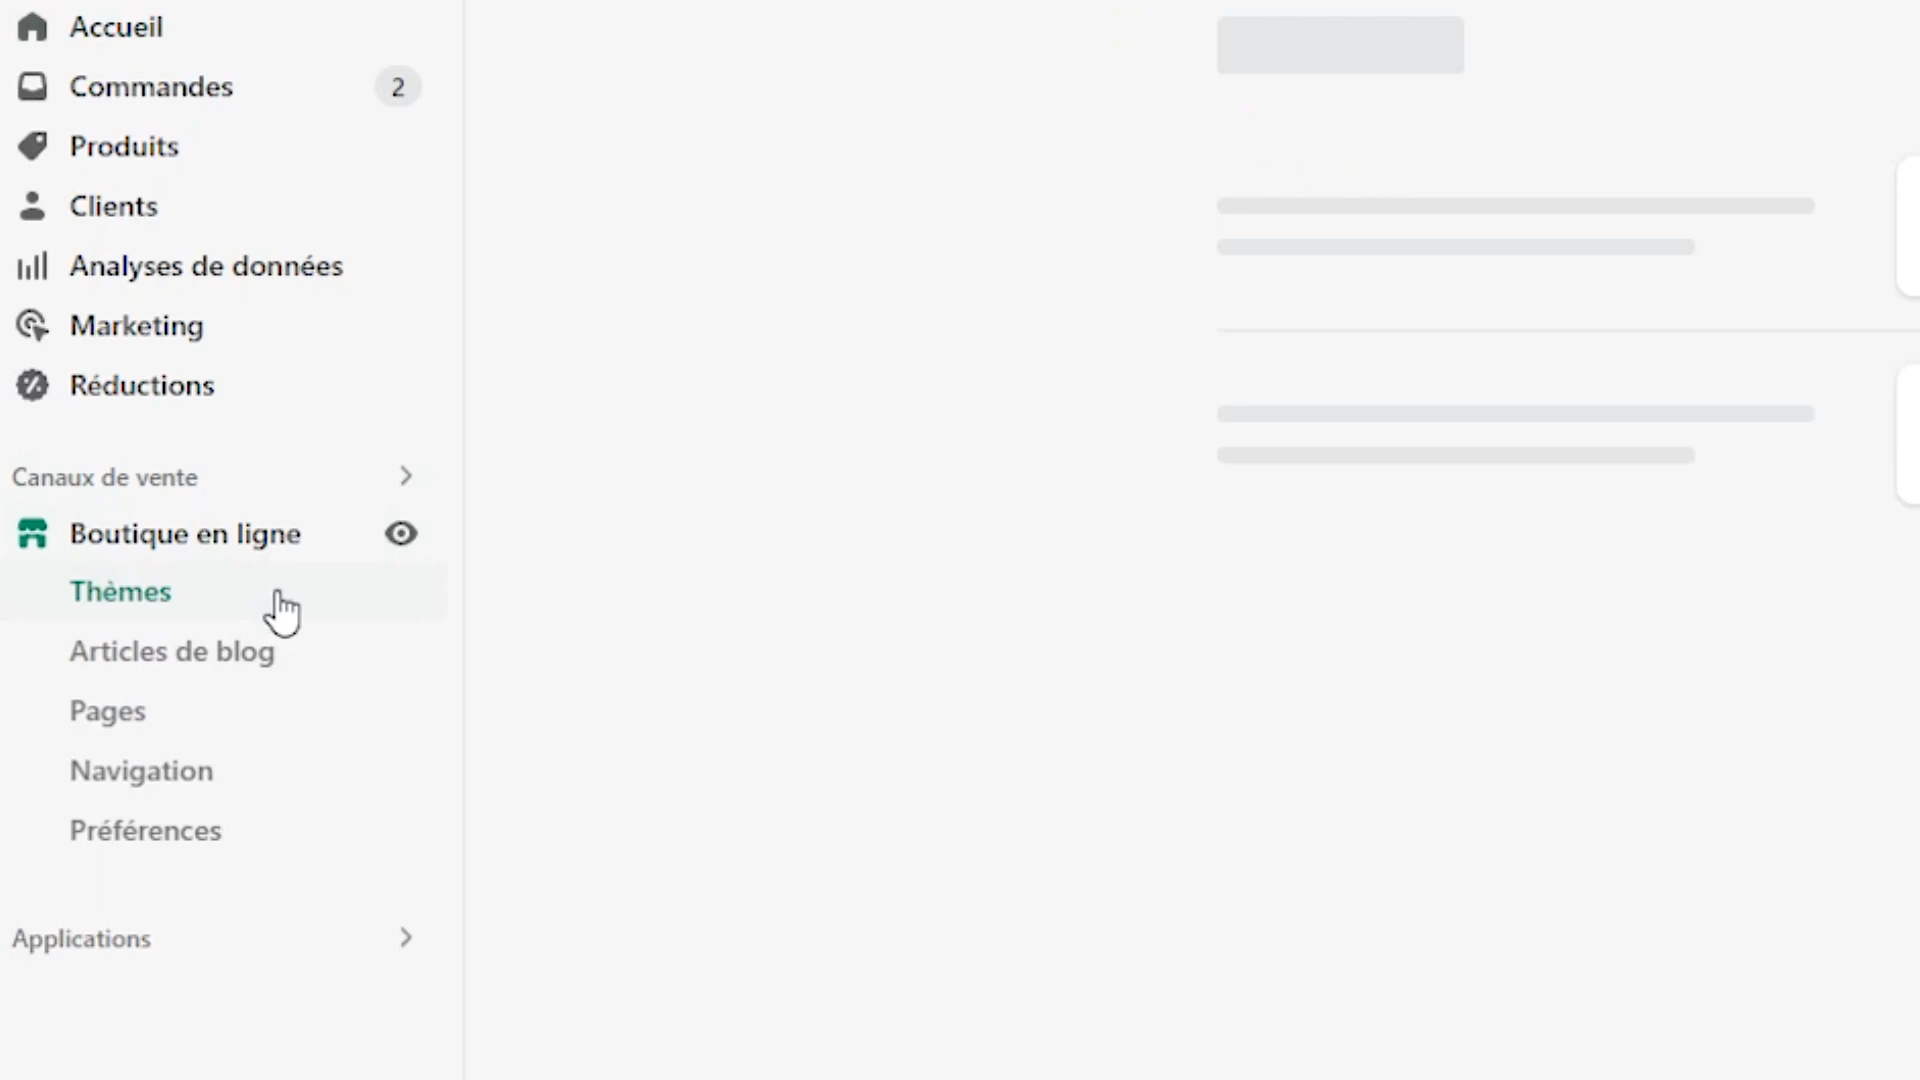 Accueil
Commandes 2
Produits
Clients
Analyses de données
Marketing
Réductions
Canaux de vente
Boutique en ligne
Thèmes
Articles de blog
Pages
Navigation
Préférences
Applications